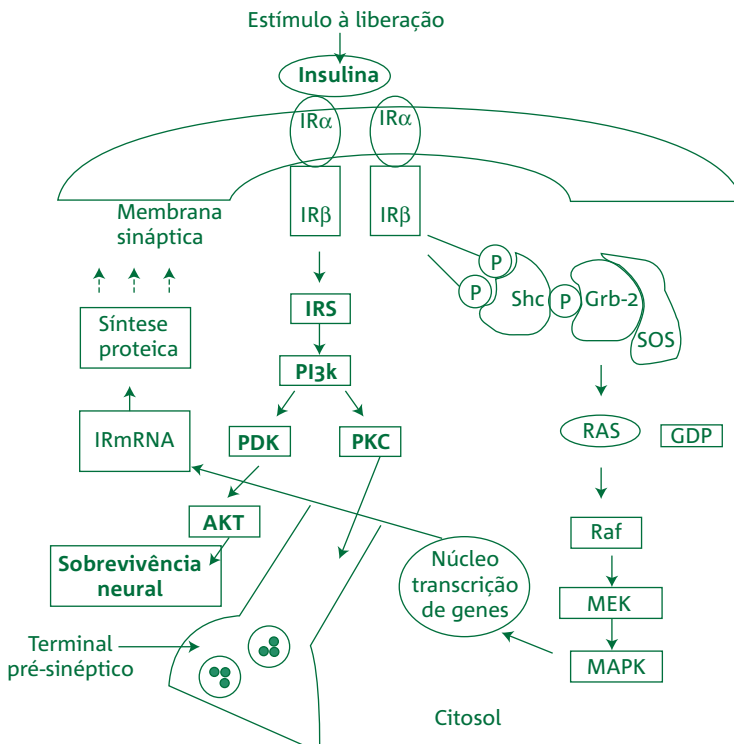 Estímulo à liberação
Insulina
IRα
IRα
IRβ
IRβ
Membrana
sináptica
P
P
Shc
P
Grb-2
SOS
IRS
Síntese
proteica
PI3k
IRmRNA
PDK
PKC
RAS
GDP
AKT
Raf
Sobrevivência
neural
Núcleo
transcrição
de genes
MEK
Terminal
pré-sinéptico
MAPK
Citosol